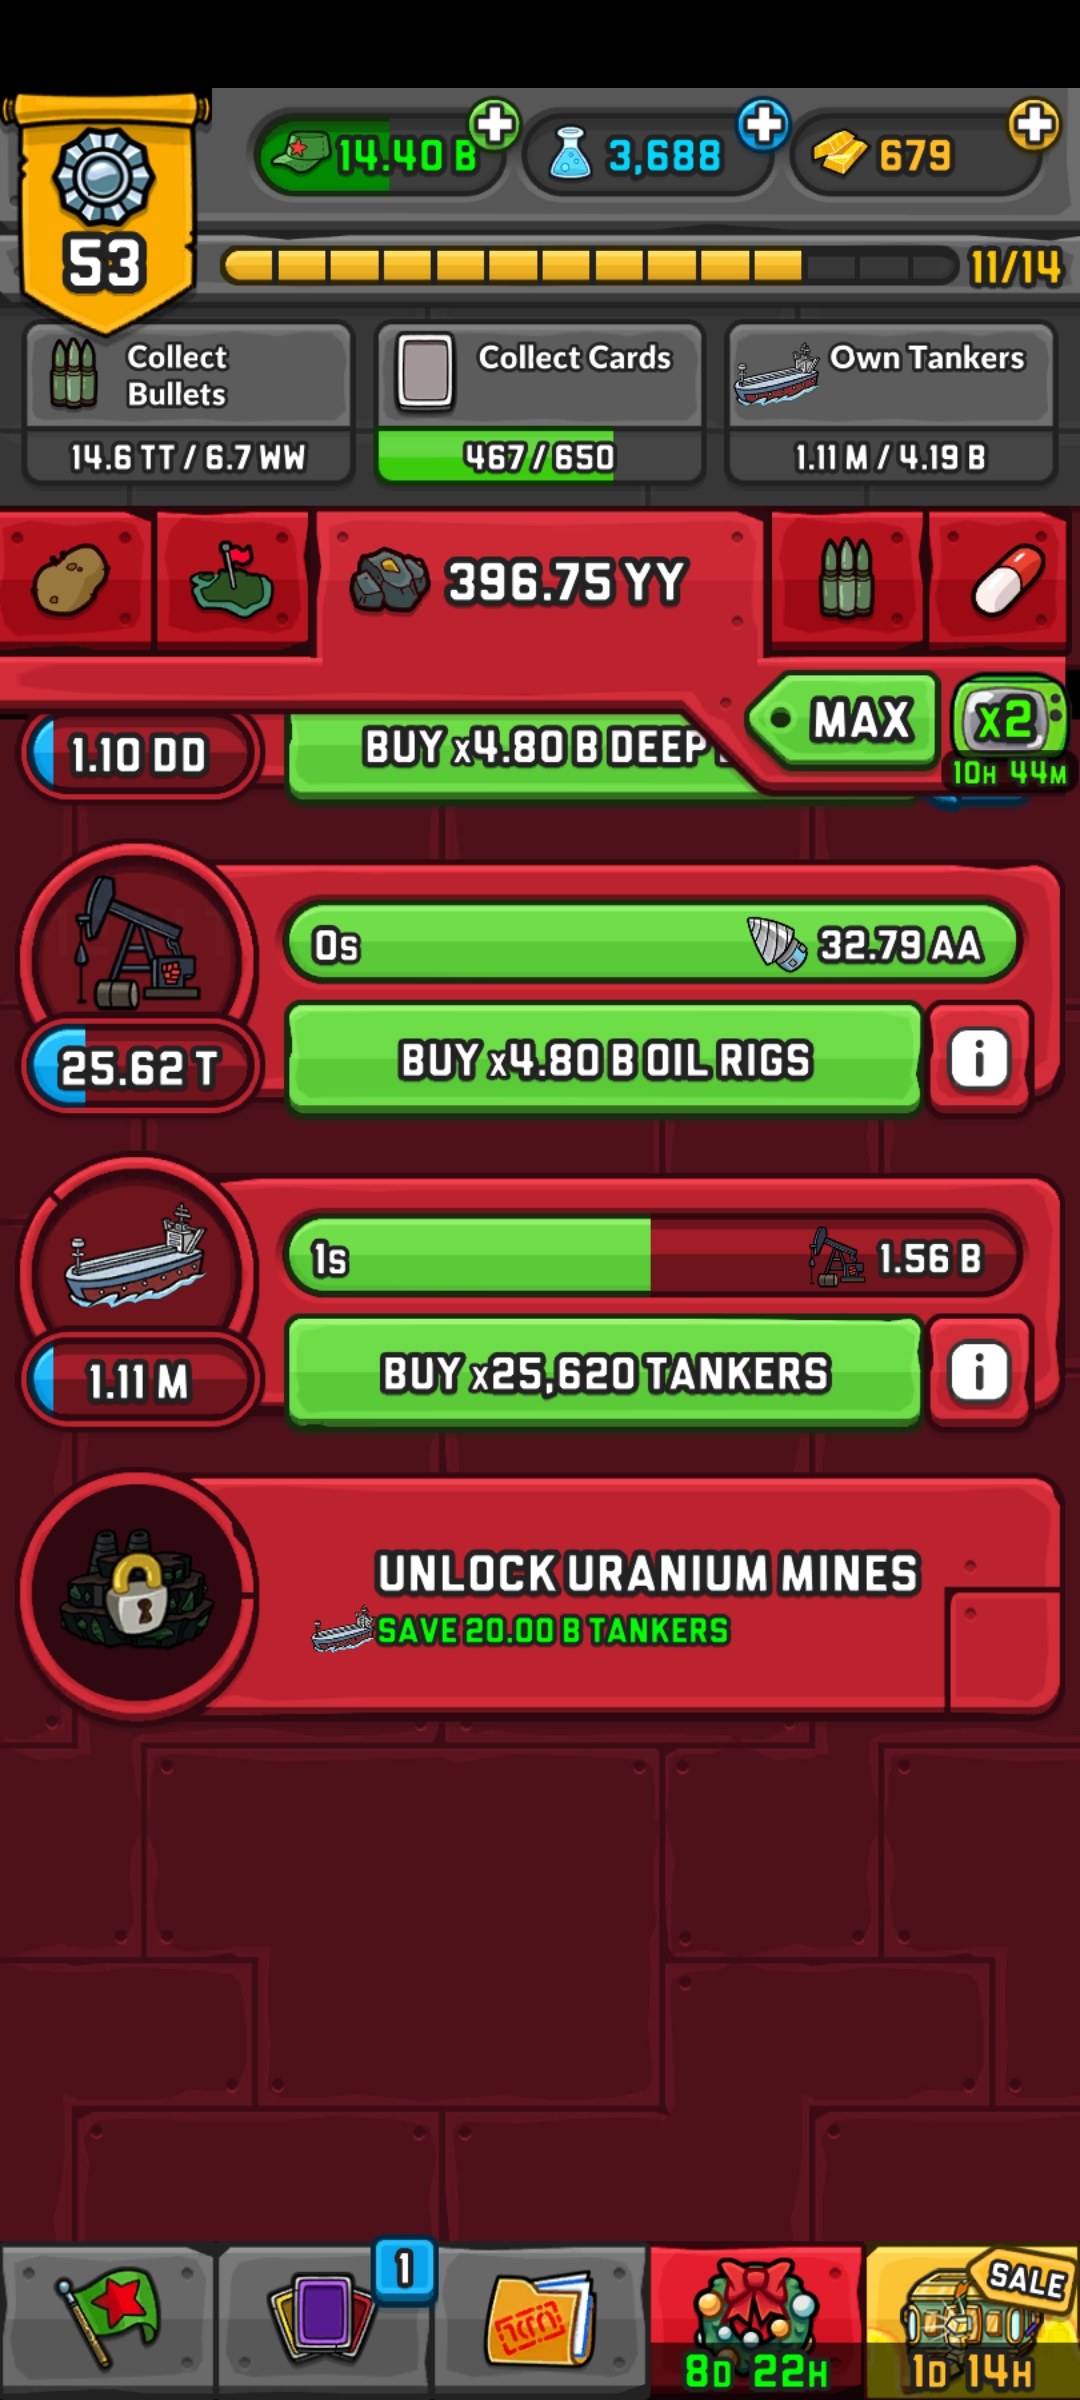 14.40 B
3,688
679
53
11/14
Collect
Bullets
14.6 TT / 6.7 WW
Collect Cards
467/650
Own Tankers
1.11 M / 4.19 B
396.75 YY
MAX
x2
10H 44M
1.10 DD
BUY x4.80 B DEEP
0s
32.79 AA
25.62 T
BUY x4.80 B OIL RIGS
i
1s
1.56 B
1.11 M
BUY x25,620 TANKERS
i
UNLOCK URANIUM MINES
SAVE 20.00 B TANKERS
1
SALE
8D 22H
1D 14H